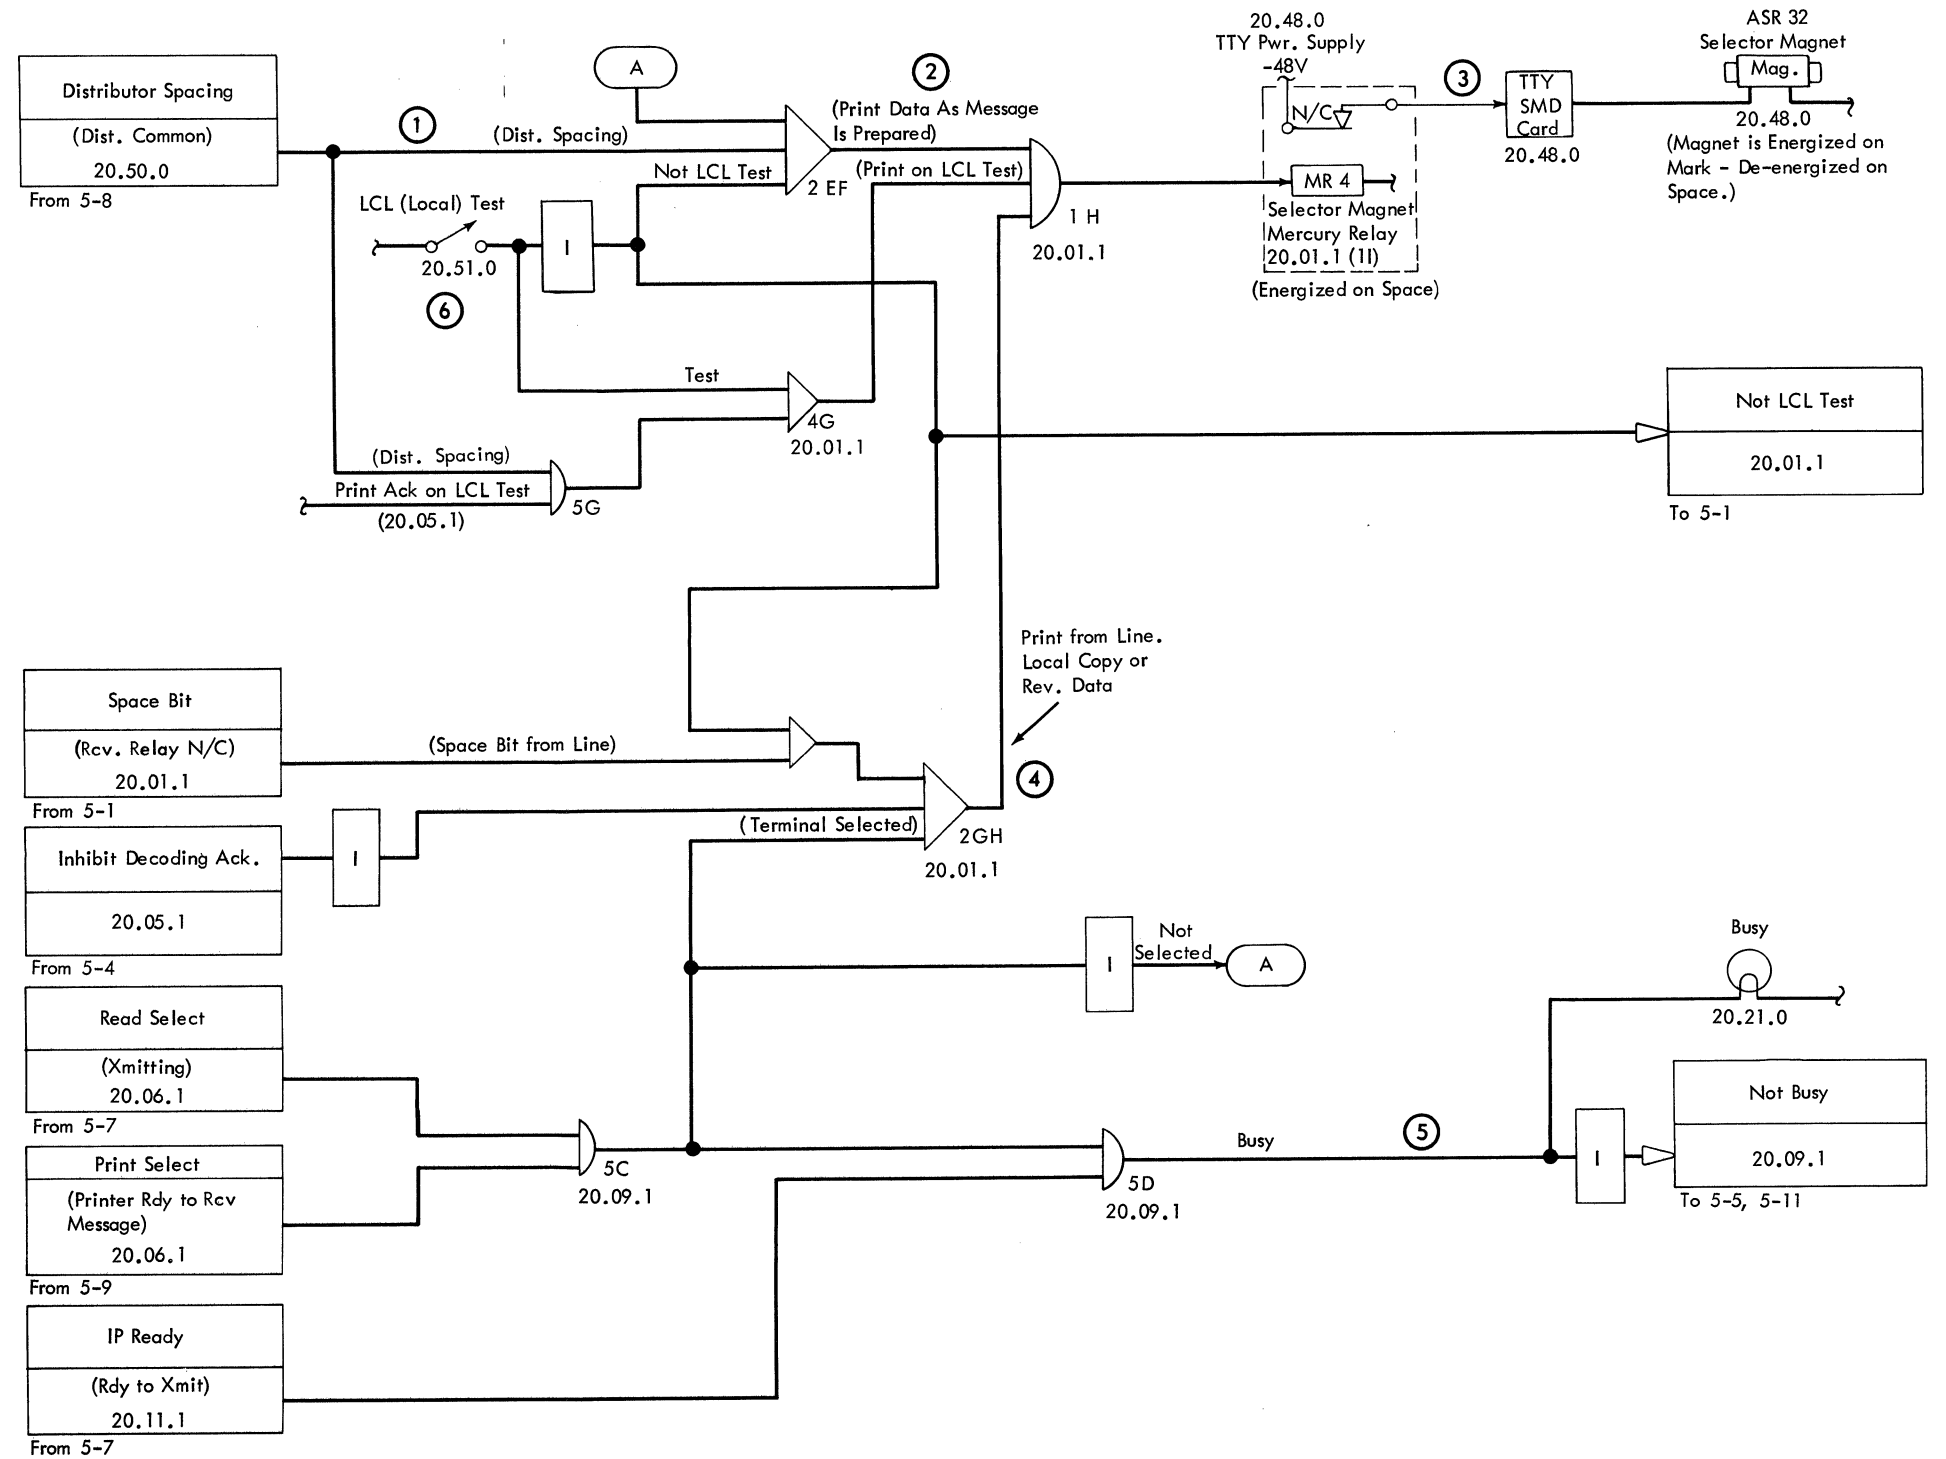 Distributor Spacing
(Dist. Common)
20.50.0
From 5-8
1
(Dist. Spacing)
A
2
(Print Data As Message
Is Prepared)
Not LCL Test
2 EF
(Print on LCL Test)
LCL (Local) Test
20.51.0
6
I
1 H
20.01.1
20.48.0
TTY Pwr. Supply
-48V
N/C
MR 4
Selector Magnet
Mercury Relay
20.01.1 (1I)
(Energized on Space)
3
TTY
SMD
Card
20.48.0
ASR 32
Selector Magnet
Mag.
20.48.0
(Magnet is Energized on
Mark - De-energized on
Space.)
Test
4G
20.01.1
(Dist. Spacing)
Print Ack on LCL Test
(20.05.1)
5G
Not LCL Test
20.01.1
To 5-1
Print from Line.
Local Copy or
Rev. Data
4
Space Bit
(Rcv. Relay N/C)
20.01.1
From 5-1
(Space Bit from Line)
Inhibit Decoding Ack.
20.05.1
From 5-4
I
(Terminal Selected)
2GH
20.01.1
I
Not
Selected
A
Read Select
(Xmitting)
20.06.1
From 5-7
Print Select
(Printer Rdy to Rcv
Message)
20.06.1
From 5-9
5C
20.09.1
5D
20.09.1
Busy
5
Busy
20.21.0
I
Not Busy
20.09.1
To 5-5, 5-11
IP Ready
(Rdy to Xmit)
20.11.1
From 5-7